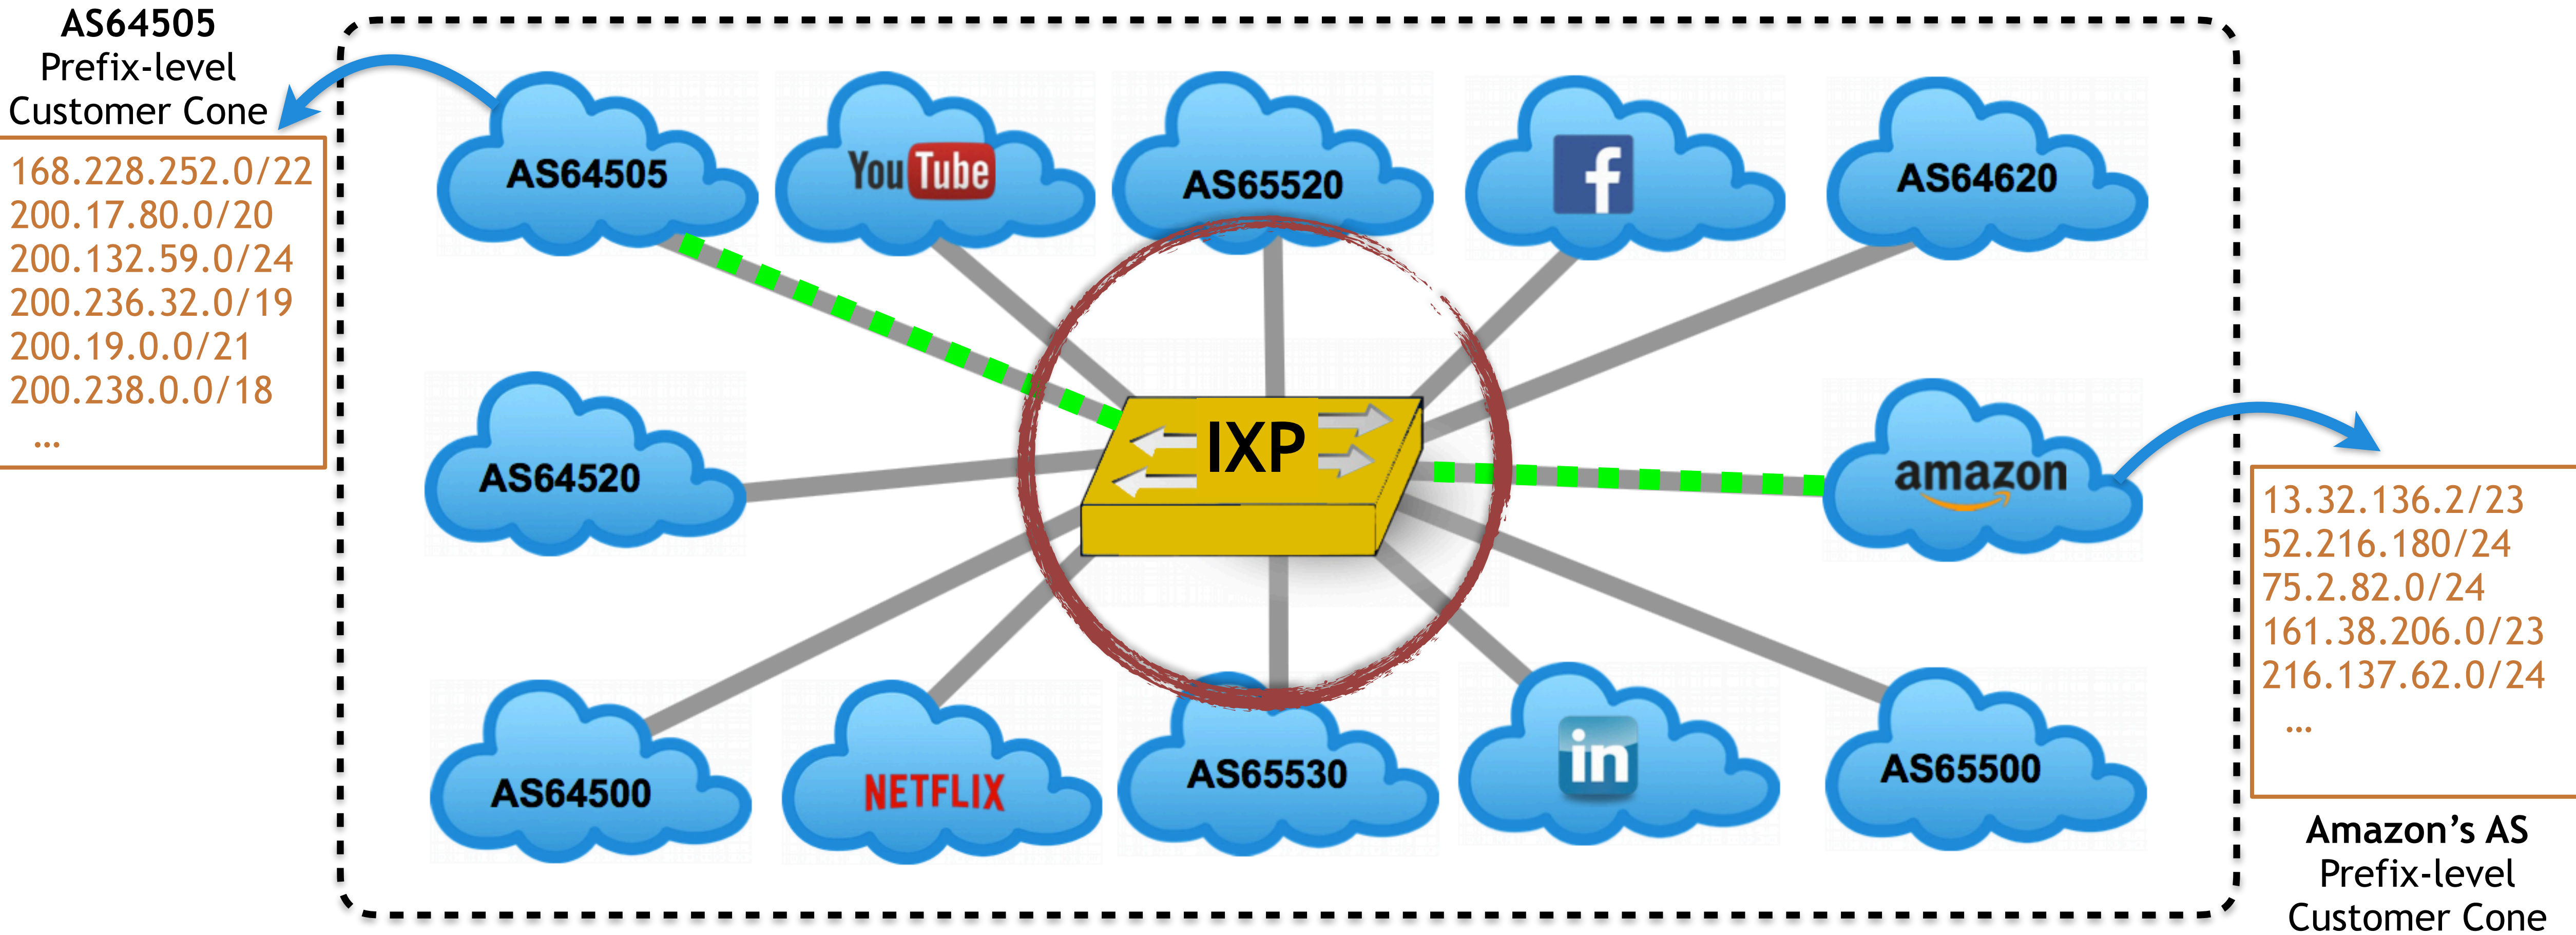 AS64505
Prefix-level
Customer Cone
168.228.252.0/22
200.17.80.0/20
200.132.59.0/24
200.236.32.0/19
200.19.0.0/21
200.238.0.0/18
...
AS64505
YouTube
AS65520
f
AS64620
AS64520
IXP
amazon
AS64500
NETFLIX
AS65530
in
AS65500
13.32.136.2/23
52.216.180/24
75.2.82.0/24
161.38.206.0/23
216.137.62.0/24
...
Amazon’s AS
Prefix-level
Customer Cone